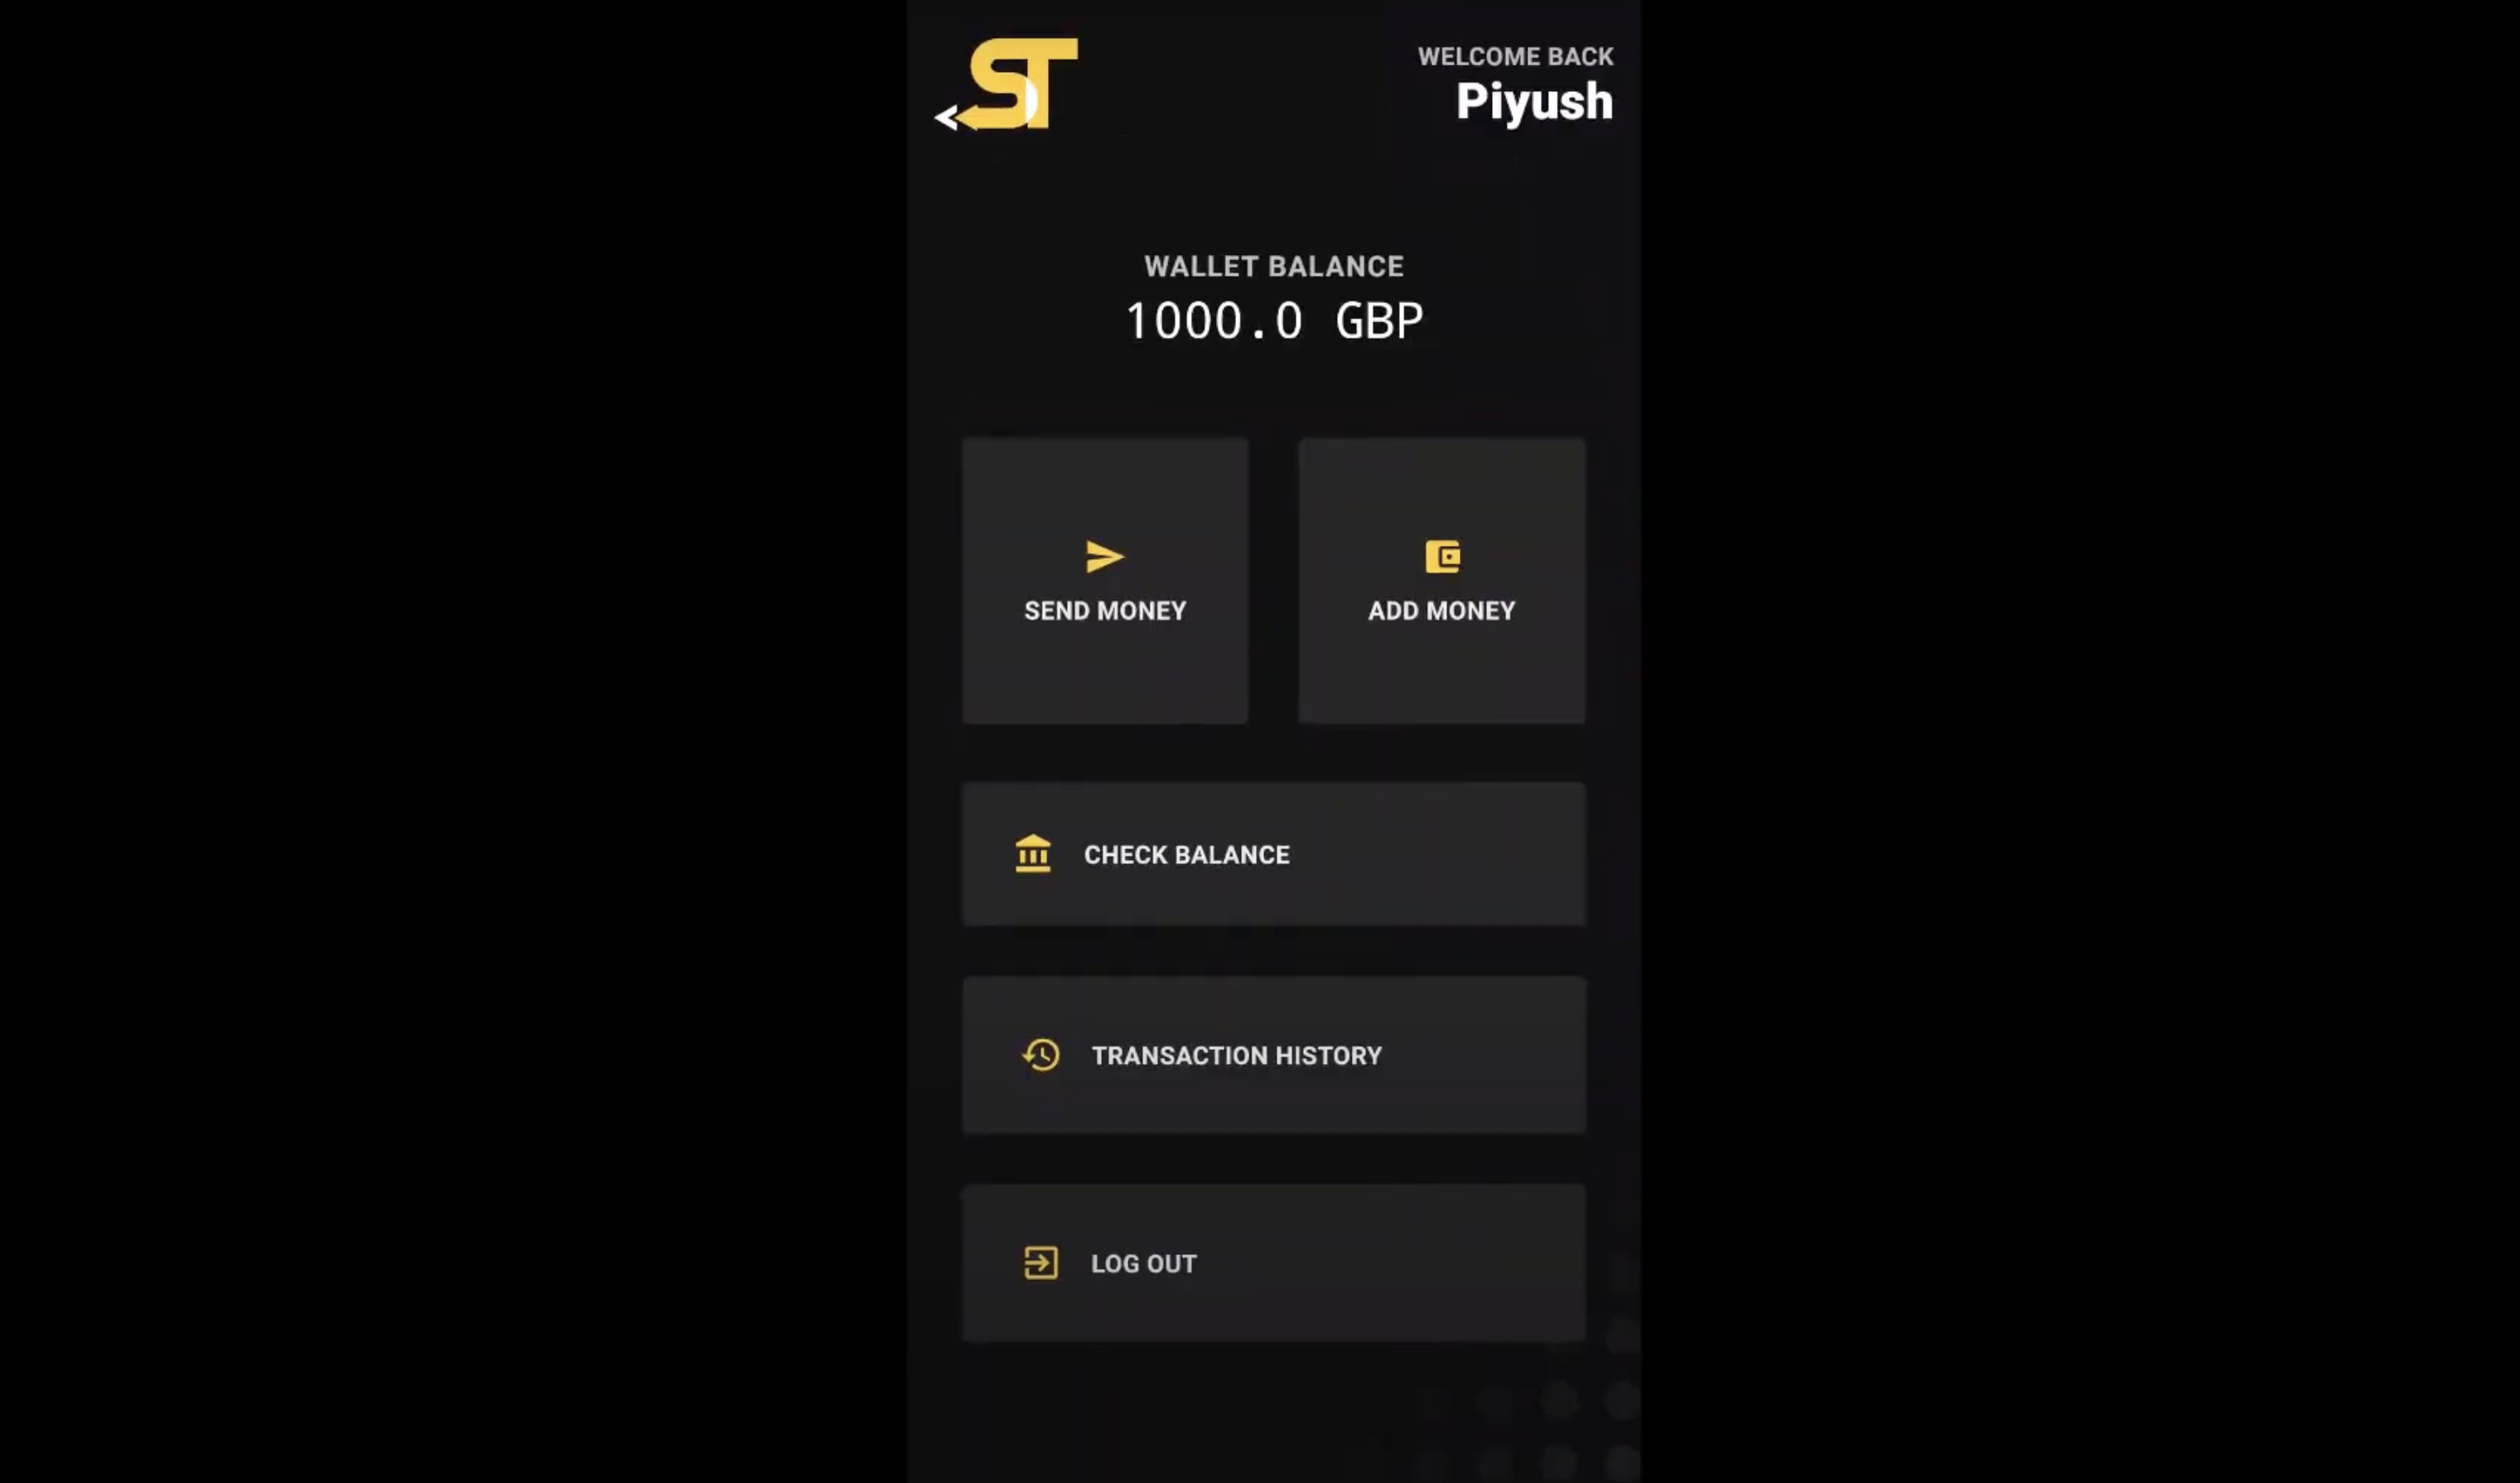 ST
WELCOME BACK
Piyush
WALLET BALANCE
1000.0 GBP
SEND MONEY
ADD MONEY
CHECK BALANCE
TRANSACTION HISTORY
LOG OUT